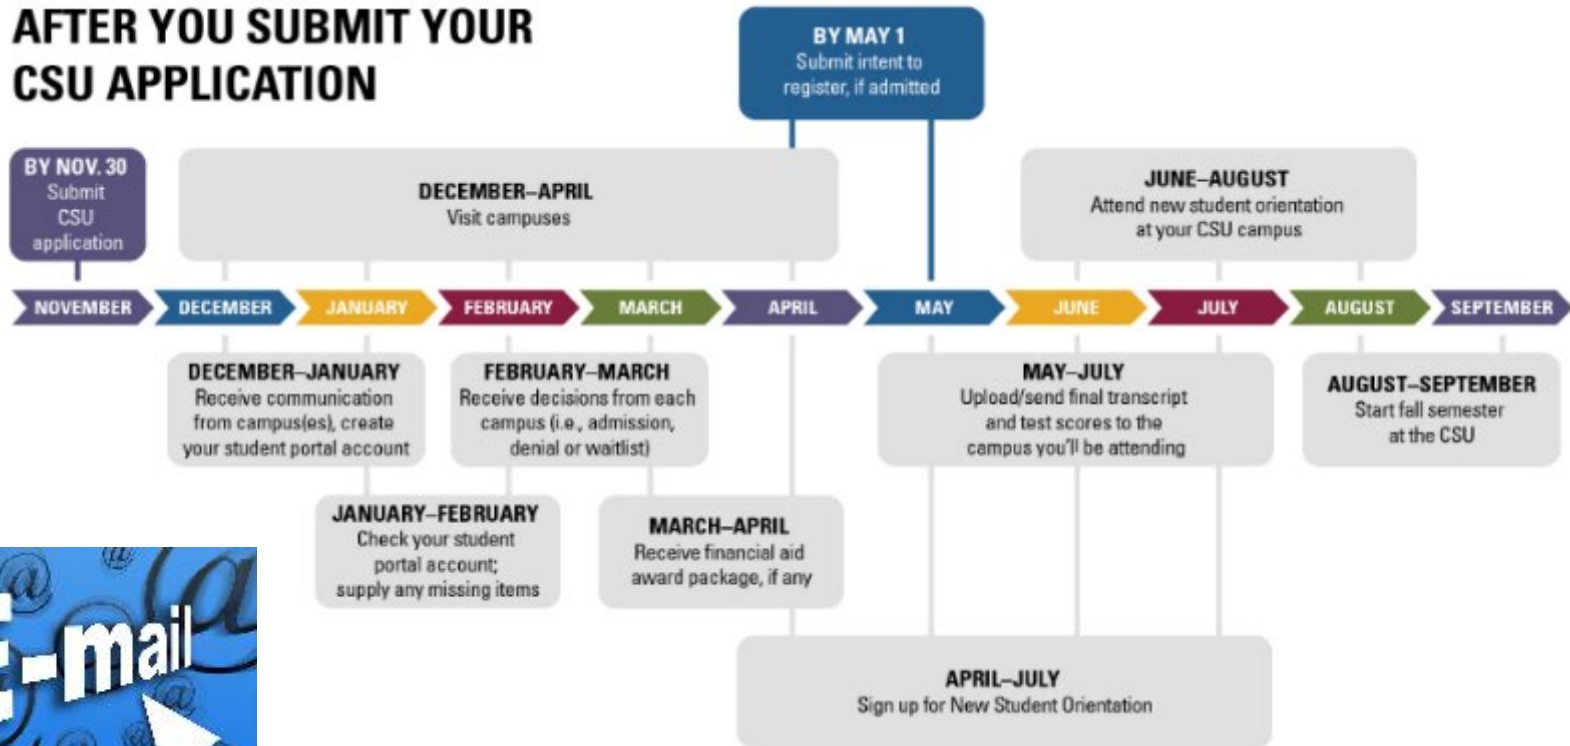 AFTER YOU SUBMIT YOUR
CSU APPLICATION
BY MAY 1
Submit intent to
register, if admitted
BY NOV. 30
Submit
CSU
application
DECEMBER–APRIL
Visit campuses
JUNE–AUGUST
Attend new student orientation
at your CSU campus
NOVEMBER
DECEMBER
JANUARY
FEBRUARY
MARCH
APRIL
MAY
JUNE
JULY
AUGUST
SEPTEMBER
DECEMBER–JANUARY
Receive communication
from campus(es), create
your student portal account
FEBRUARY–MARCH
Receive decisions from each
campus (i.e., admission,
denial or waitlist)
MAY–JULY
Upload/send final transcript
and test scores to the
campus you'll be attending
AUGUST–SEPTEMBER
Start fall semester
at the CSU
JANUARY–FEBRUARY
Check your student
portal account;
supply any missing items
MARCH–APRIL
Receive financial aid
award package, if any
E-mail
APRIL–JULY
Sign up for New Student Orientation